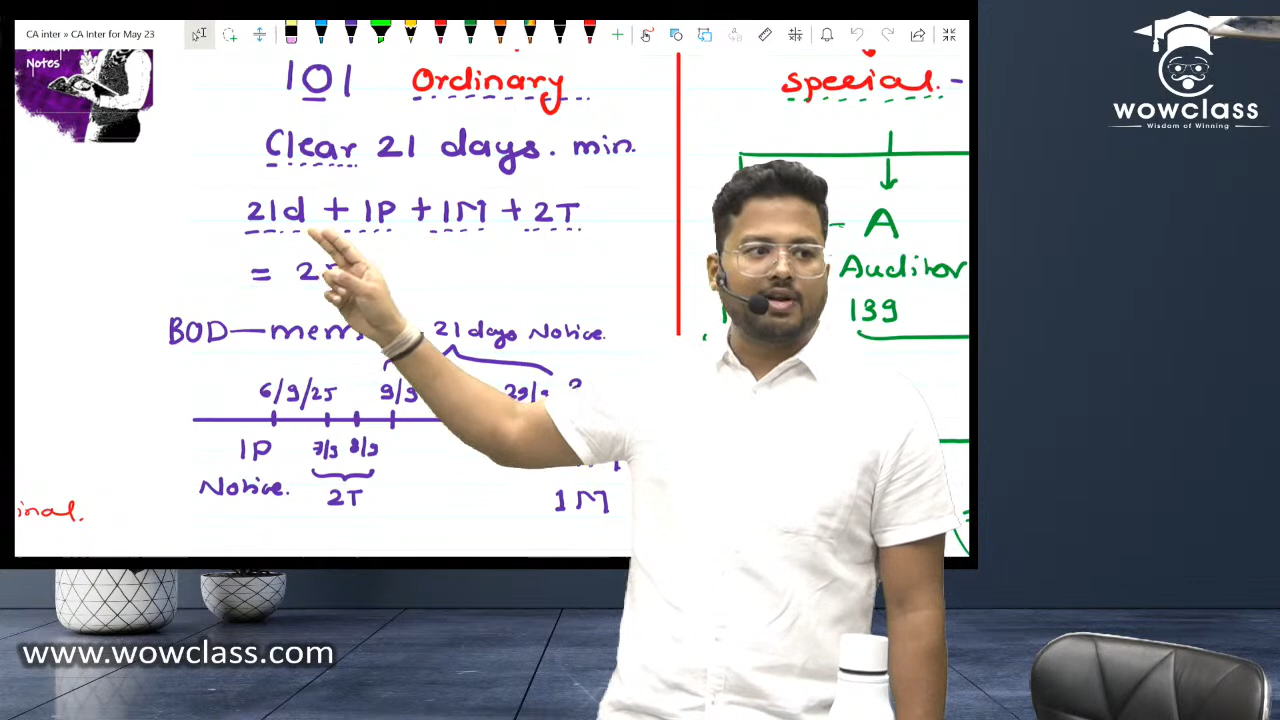 CA inter » CA Inter for May 23
Notes
101 Ordinary
special.-
Clear 21 days. min.
21d + 1P + 1M + 2T
A
=
Auditor
139
BOD—mem
21 days Notice.
6/9/25
9/9
29/9
1P
7/9 8/9
Notice.
2T
1M
inal.
wowclass
Wisdom of Winning
www.wowclass.com